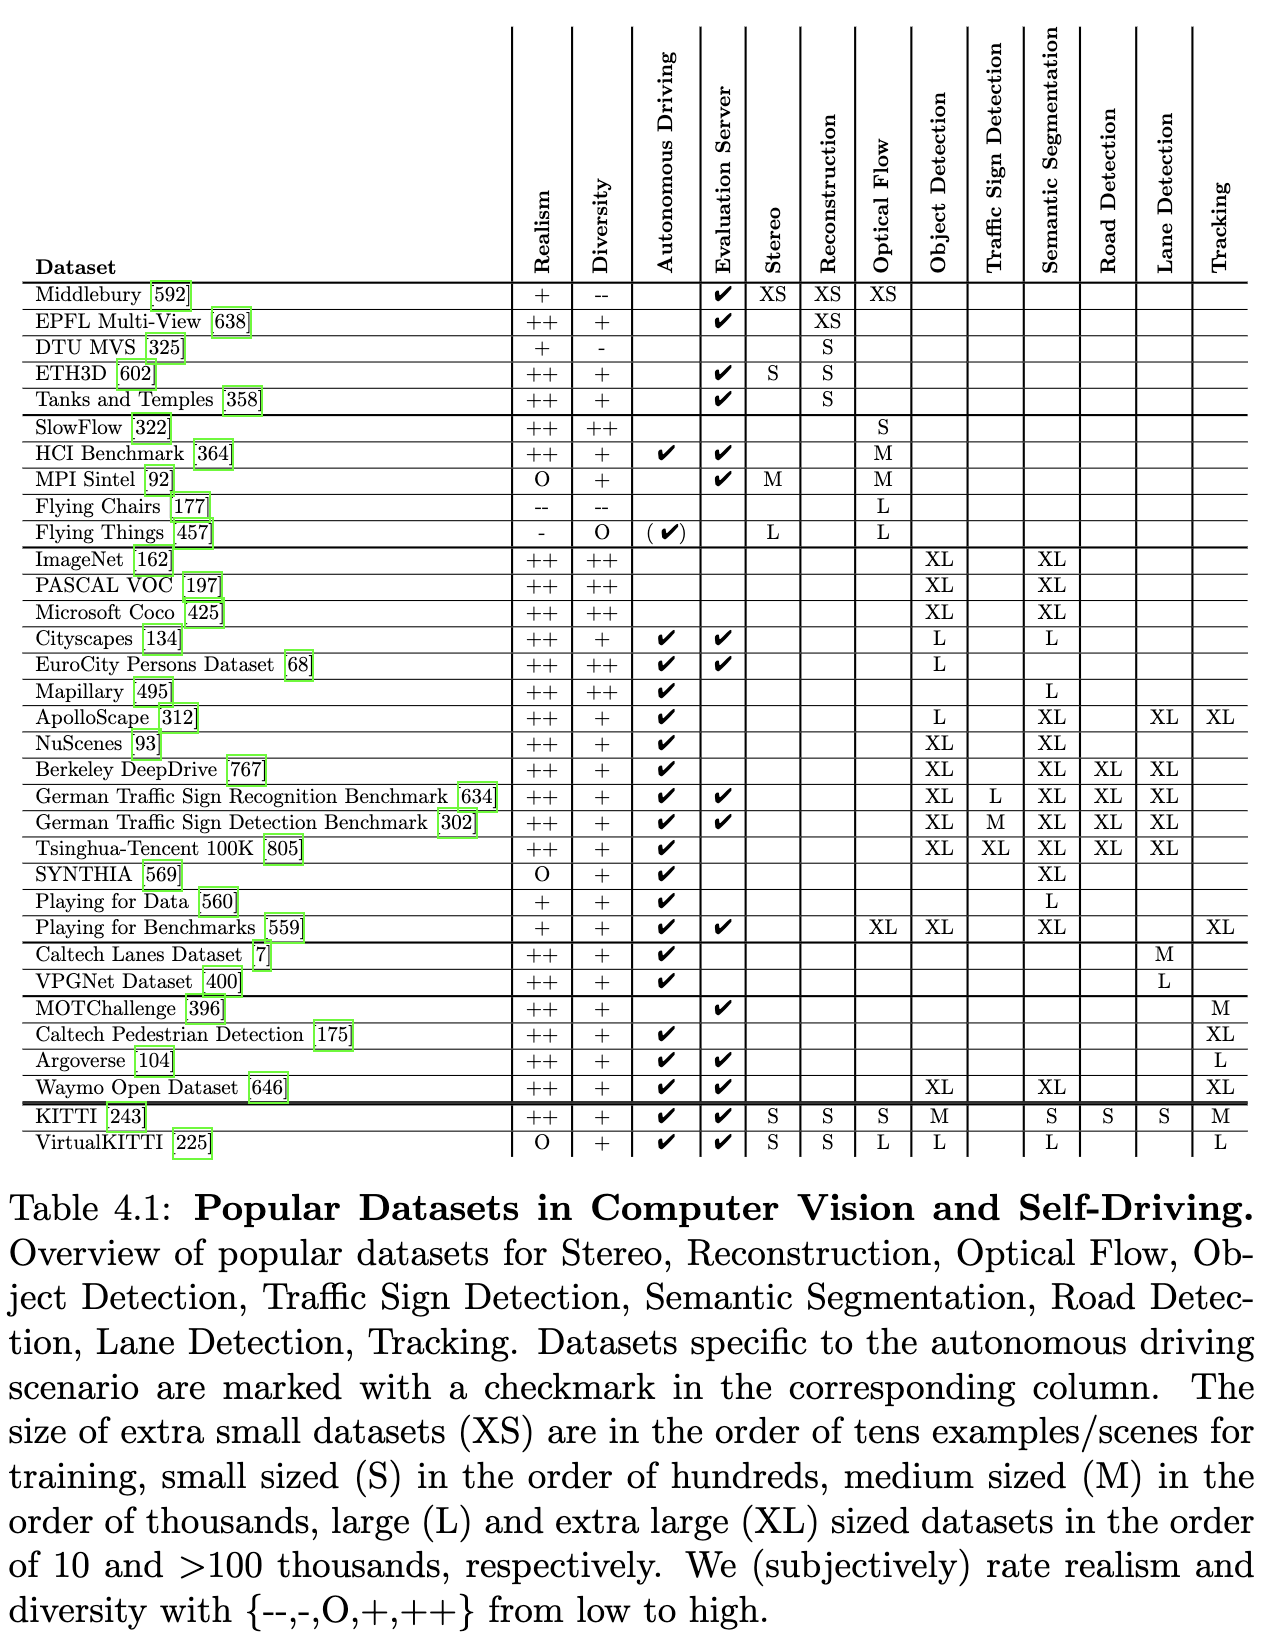 Dataset Realism Diversity Autonomous Driving Evaluation Server Stereo Reconstruction Optical Flow Object Detection Traffic Sign Detection Semantic Segmentation Road Detection Lane Detection Tracking
Middlebury [592] + -- ✔ XS XS XS
EPFL Multi-View [638] ++ + ✔ XS
DTU MVS [325] + - S
ETH3D [602] ++ + ✔ S S
Tanks and Temples [358] ++ + ✔ S
SlowFlow [322] ++ ++ S
HCI Benchmark [364] ++ + ✔ ✔ M
MPI Sintel [92] O + ✔ M M
Flying Chairs [177] -- -- L
Flying Things [457] - O (✔) L L
ImageNet [162] ++ ++ XL XL
PASCAL VOC [197] ++ ++ XL XL
Microsoft Coco [425] ++ ++ XL XL
Cityscapes [134] ++ + ✔ ✔ L L
EuroCity Persons Dataset [68] ++ ++ ✔ ✔ L
Mapillary [495] ++ ++ ✔ L
ApolloScape [312] ++ + ✔ L XL XL XL
NuScenes [93] ++ + ✔ XL XL
Berkeley DeepDrive [767] ++ + ✔ XL XL XL XL
German Traffic Sign Recognition Benchmark [634] ++ + ✔ ✔ XL L XL XL XL
German Traffic Sign Detection Benchmark [302] ++ + ✔ ✔ XL M XL XL XL
Tsinghua-Tencent 100K [805] ++ + ✔ XL XL XL XL XL
SYNTHIA [569] O + ✔ XL
Playing for Data [560] + + ✔ L
Playing for Benchmarks [559] + + ✔ ✔ XL XL XL XL
Caltech Lanes Dataset [7] ++ + ✔ M
VPGNet Dataset [400] ++ + ✔ L
MOTChallenge [396] ++ + ✔ M
Caltech Pedestrian Detection [175] ++ + ✔ XL
Argoverse [104] ++ + ✔ ✔ L
Waymo Open Dataset [646] ++ + ✔ ✔ XL XL XL
KITTI [243] ++ + ✔ ✔ S S S M S S S M
VirtualKITTI [225] O + ✔ ✔ S S L L L L
Table 4.1: Popular Datasets in Computer Vision and Self-Driving.
Overview of popular datasets for Stereo, Reconstruction, Optical Flow, Ob-
ject Detection, Traffic Sign Detection, Semantic Segmentation, Road Detec-
tion, Lane Detection, Tracking. Datasets specific to the autonomous driving
scenario are marked with a checkmark in the corresponding column. The
size of extra small datasets (XS) are in the order of tens examples/scenes for
training, small sized (S) in the order of hundreds, medium sized (M) in the
order of thousands, large (L) and extra large (XL) sized datasets in the order
of 10 and >100 thousands, respectively. We (subjectively) rate realism and
diversity with {--,-,O,+,++} from low to high.